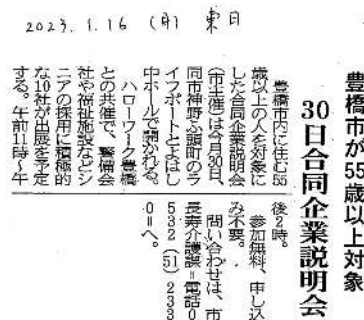 2023.1.16 (月) 東日
豊橋市が55歳以上対象
30日合同企業説明会
豊橋市内に住む55
歳以上の人を対象に
した合同企業説明会
(市主催)は今月30日、
同市神野ふ頭町のラ
イフポートとよはし
中ホールで開かれる。
ハローワーク豊橋
との共催で、警備会
社や福祉施設などシ
ニアの採用に積極的
な10社が出展を予定
する。午前11時〜午
後2時。
参加無料、申し込
み不要。
問い合わせは、市
長寿介護課=電話0
532(51)233
0=へ。